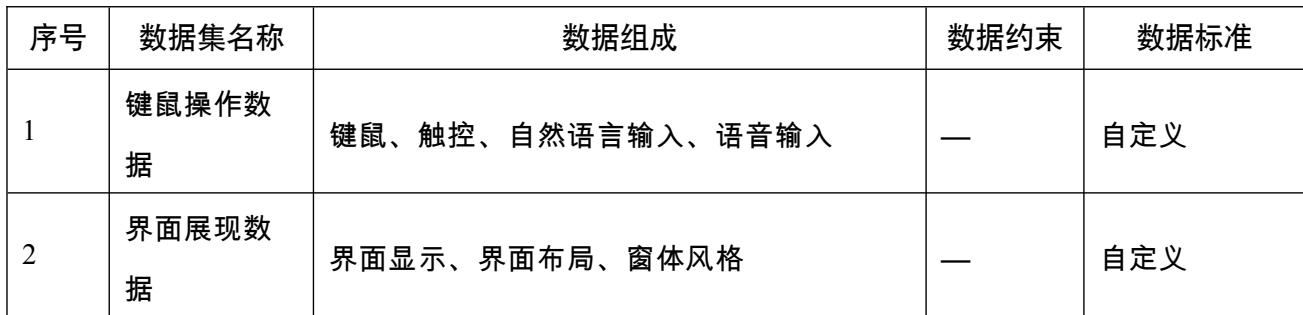 序号 数据集名称 数据组成 数据约束 数据标准
1 键鼠操作数据 键鼠、触控、自然语言输入、语音输入 — 自定义
2 界面展现数据 界面显示、界面布局、窗体风格 — 自定义